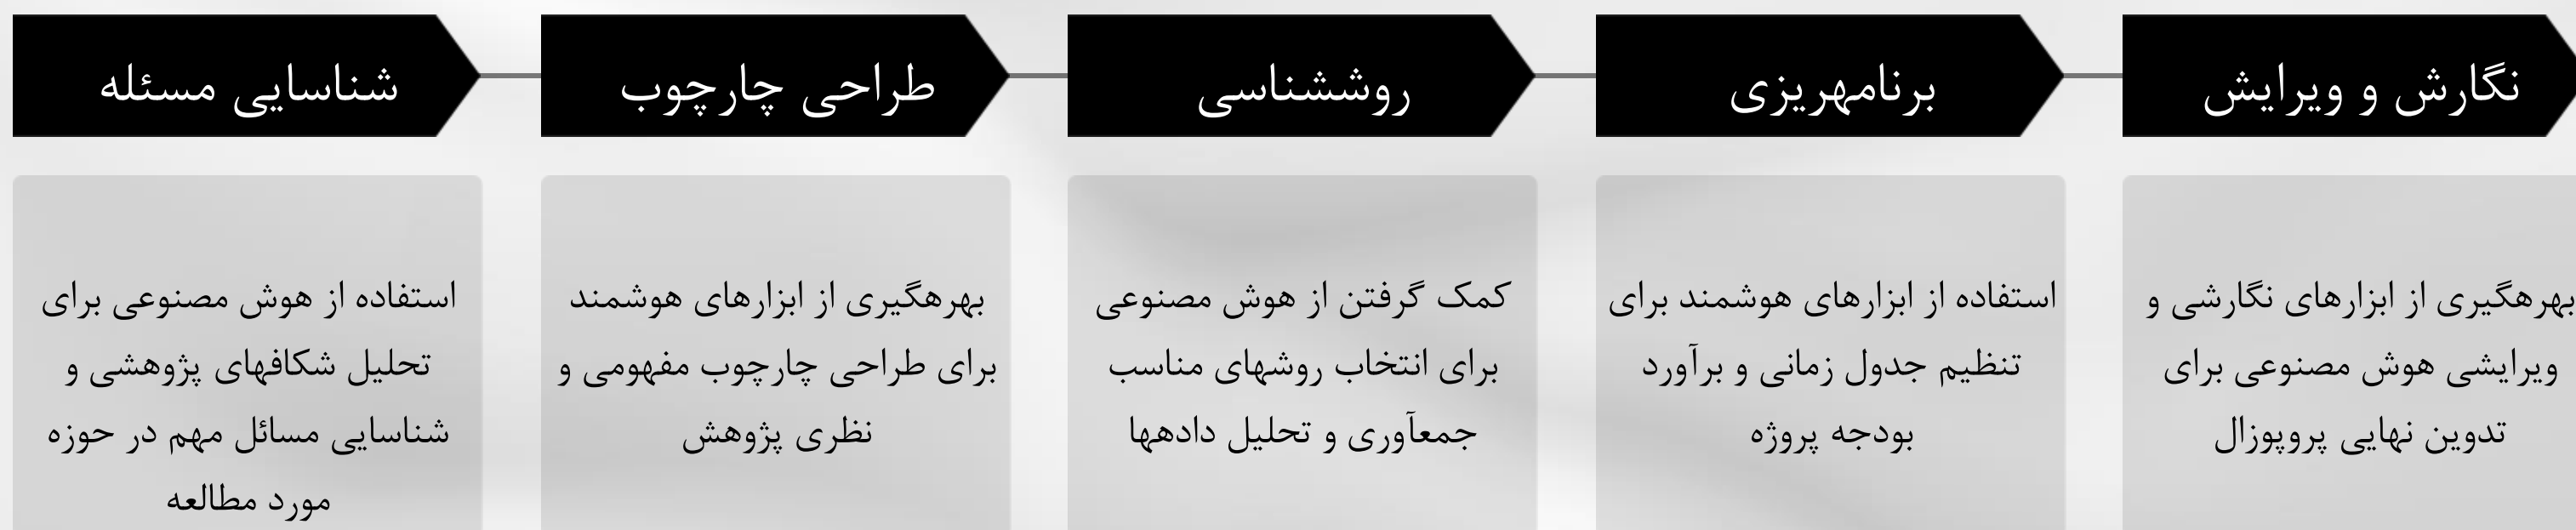 شناسایی مسئله
استفاده از هوش مصنوعی برای
تحلیل شکافهای پژوهشی و
شناسایی مسائل مهم در حوزه
مورد مطالعه
طراحی چارچوب
بهرهگیری از ابزارهای هوشمند
برای طراحی چارچوب مفهومی و
نظری پژوهش
روششناسی
کمک گرفتن از هوش مصنوعی
برای انتخاب روشهای مناسب
جمعآوری و تحلیل دادهها
برنامهریزی
استفاده از ابزارهای هوشمند برای
تنظیم جدول زمانی و برآورد
بودجه پروژه
نگارش و ویرایش
بهرهگیری از ابزارهای نگارشی و
ویرایشی هوش مصنوعی برای
تدوین نهایی پروپوزال